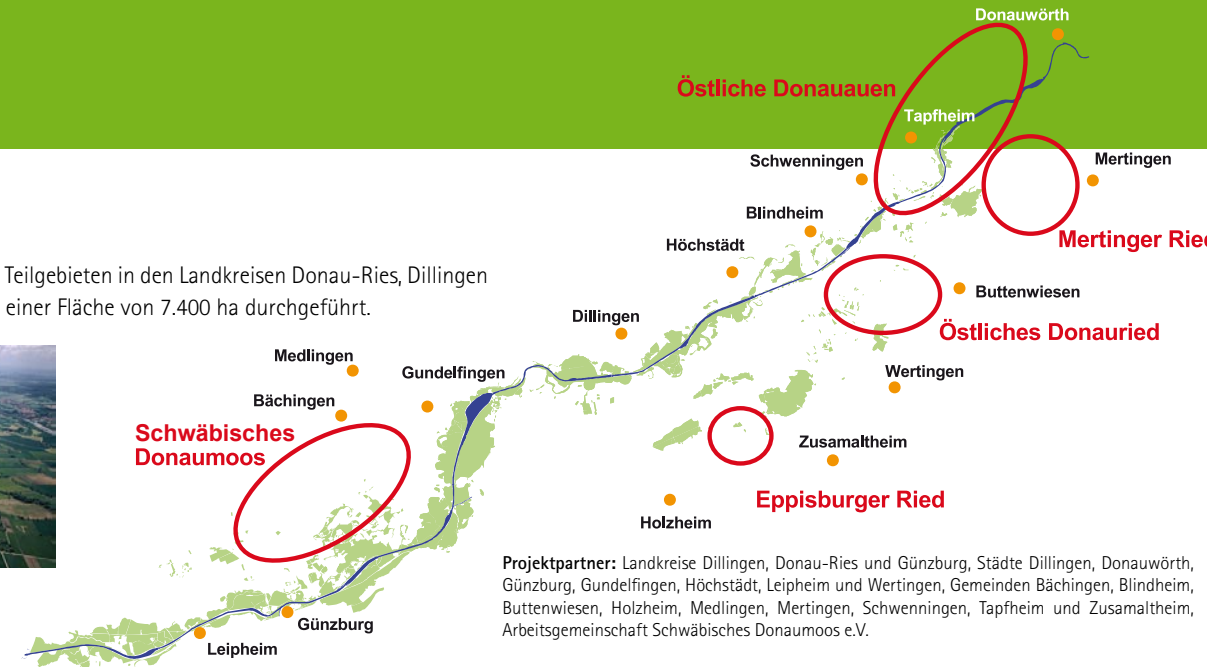 Donauwörth
Östliche Donauauen
Tapfheim
Schwenningen
Mertingen
Blindheim
Mertinger Ried
Höchstädt
Teilgebieten in den Landkreisen Donau-Ries, Dillingen
einer Fläche von 7.400 ha durchgeführt.
Buttenwiesen
Dillingen
Östliches Donauried
Medlingen
Gundelfingen
Wertingen
Bächingen
Schwäbisches
Donaumoos
Zusamaltheim
Eppisburger Ried
Holzheim
Projektpartner: Landkreise Dillingen, Donau-Ries und Günzburg, Städte Dillingen, Donauwörth,
Günzburg, Gundelfingen, Höchstädt, Leipheim und Wertingen, Gemeinden Bächingen, Blindheim,
Buttenwiesen, Holzheim, Medlingen, Mertingen, Schwenningen, Tapfheim und Zusamaltheim,
Arbeitsgemeinschaft Schwäbisches Donaumoos e.V.
Günzburg
Leipheim